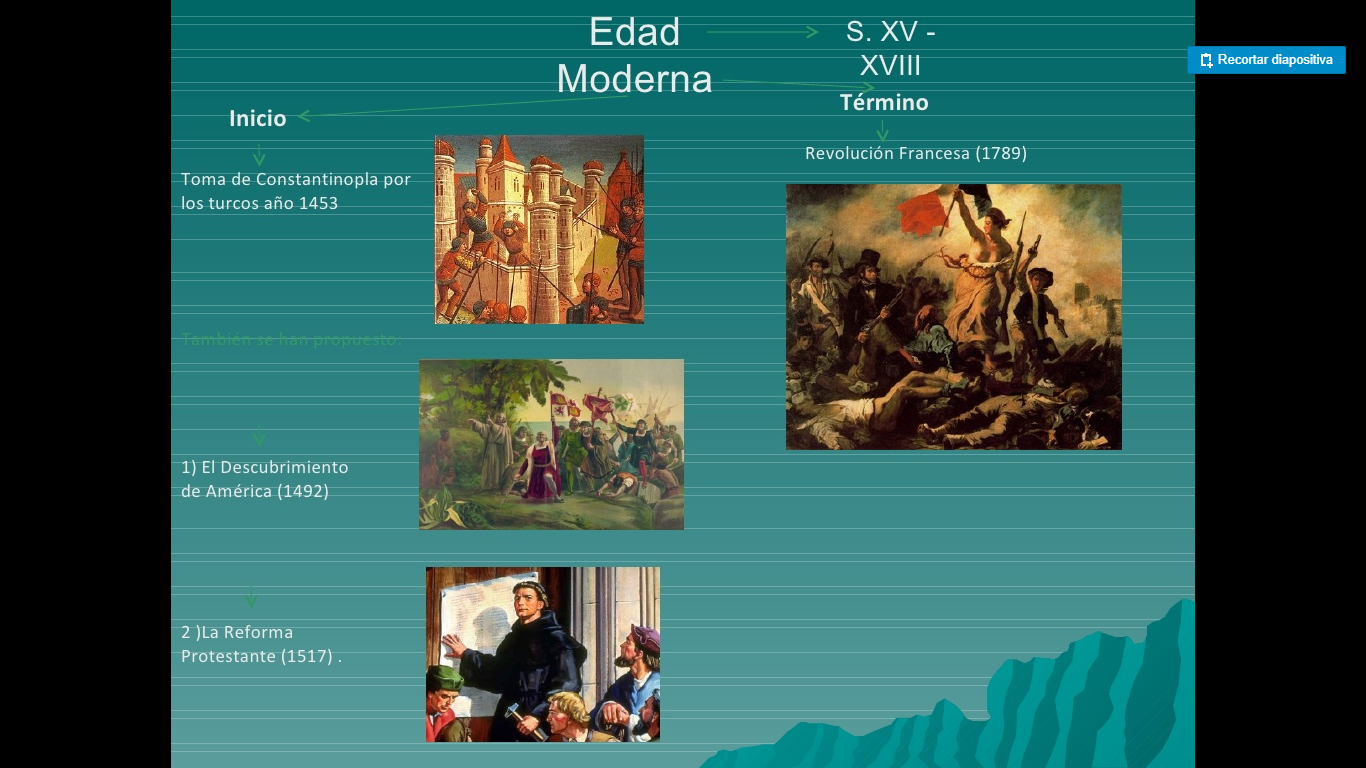 Edad
Moderna
S. XV -
XVIII
Recortar diapositiva
Término
Inicio
Revolución Francesa (1789)
Toma de Constantinopla por
los turcos año 1453
También se han propuesto:
1) El Descubrimiento
de América (1492)
2 )La Reforma
Protestante (1517) .